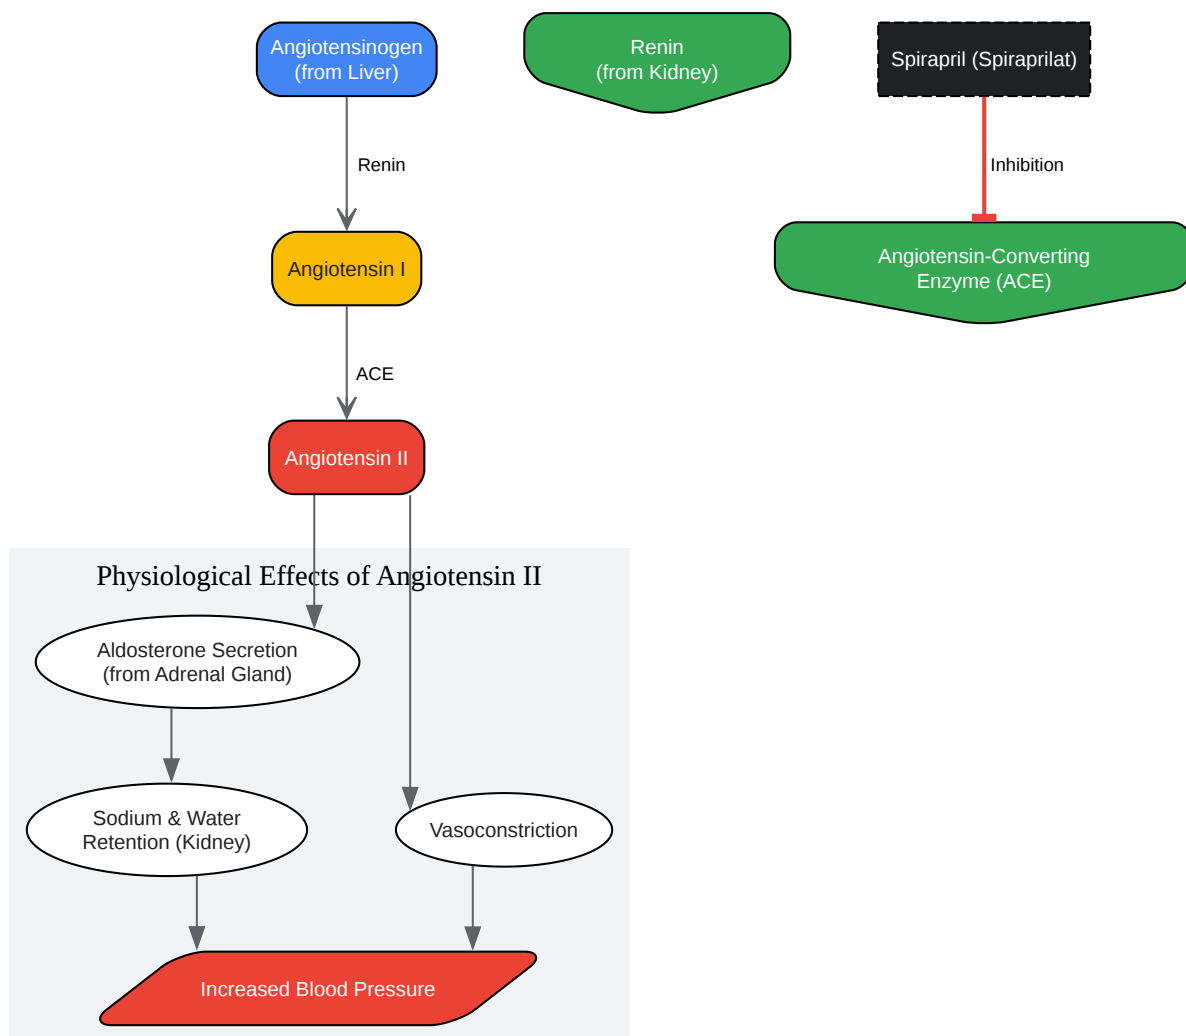 Angiotensinogen
(from Liver)
Renin
(from Kidney)
Spirapril (Spiraprilat)
Renin
Inhibition
Angiotensin I
Angiotensin-Converting
Enzyme (ACE)
ACE
Angiotensin II
Physiological Effects of Angiotensin II
Aldosterone Secretion
(from Adrenal Gland)
Sodium & Water
Retention (Kidney)
Vasoconstriction
Increased Blood Pressure